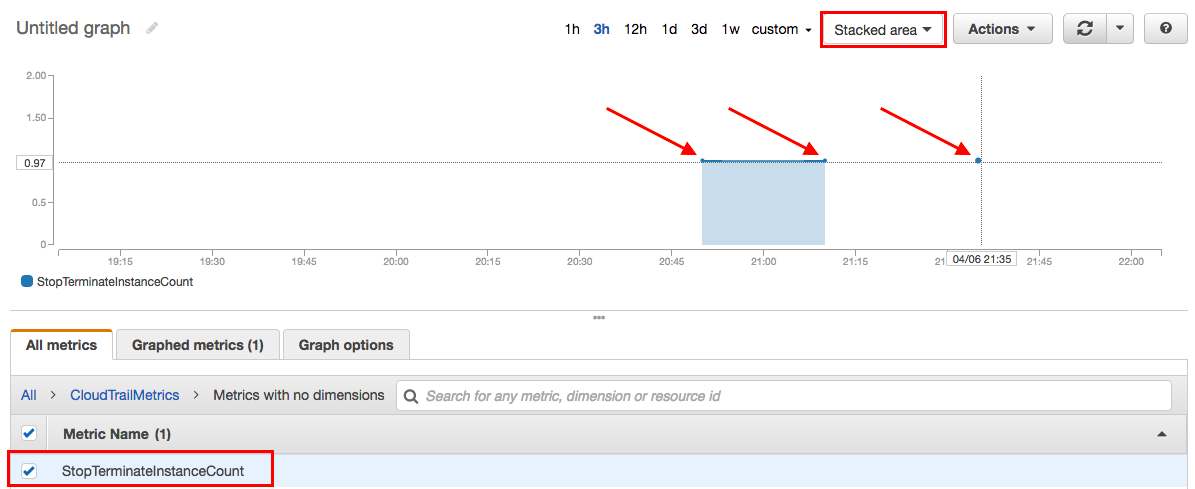 Untitled graph
1h 3h 12h 1d 3d 1w custom Stacked area Actions
2.00
1.50
0.97
0.5
0
19:15 19:30 19:45 20:00 20:15 20:30 20:45 21:00 21:15 04/06 21:35 21:45 22:00
StopTerminateInstanceCount
All metrics Graphed metrics (1) Graph options
All > CloudTrailMetrics > Metrics with no dimensions Search for any metric, dimension or resource id
Metric Name (1)
StopTerminateInstanceCount